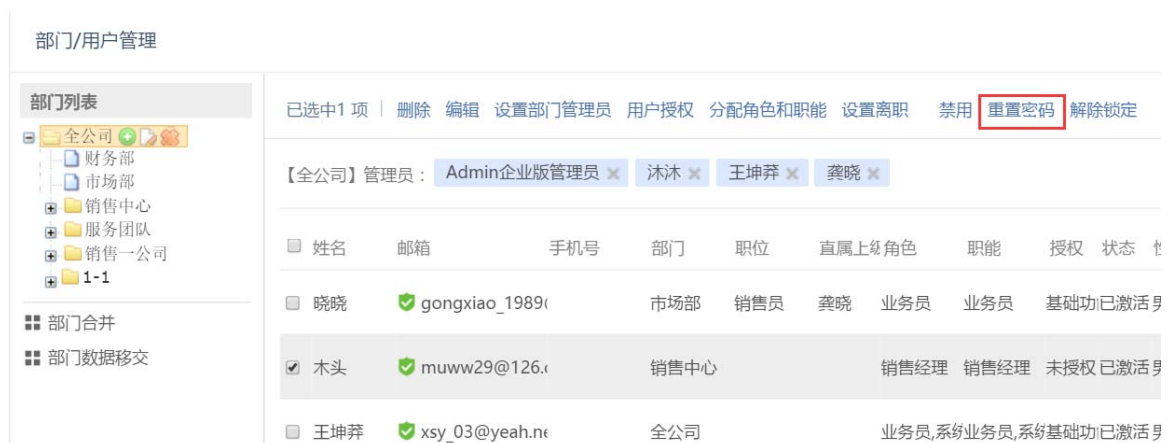 部门/用户管理
部门列表
全公司
财务部
市场部
销售中心
服务团队
销售一公司
1-1
部门合并
部门数据移交
已选中1 项 删除 编辑 设置部门管理员 用户授权 分配角色和职能 设置离职 禁用 重置密码 解除锁定
【全公司】管理员： Admin企业版管理员 沐沐 王坤莽 龚晓
姓名 邮箱 手机号 部门 职位 直属上级 角色 职能 授权 状态
晓晓 gongxiao_1989( 市场部 销售员 龚晓 业务员 业务员 基础功 已激活 男
木头 muww29@126.c 销售中心 销售经理 销售经理 未授权 已激活 男
王坤莽 xsy_03@yeah.ne 全公司 业务员,系统 业务员,系统 基础功 已激活 男